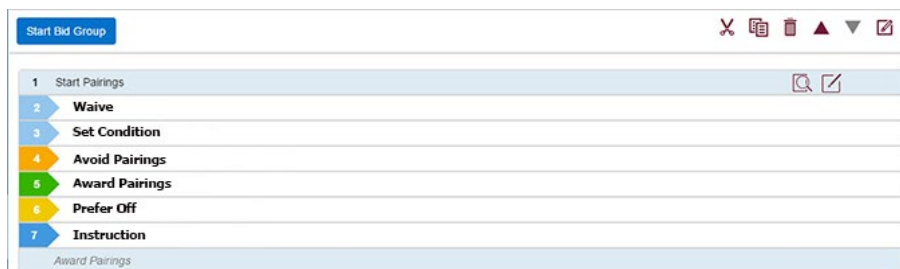 Start Bid Group
1 Start Pairings
2 Waive
3 Set Condition
4 Avoid Pairings
5 Award Pairings
6 Prefer Off
7 Instruction
Award Pairings